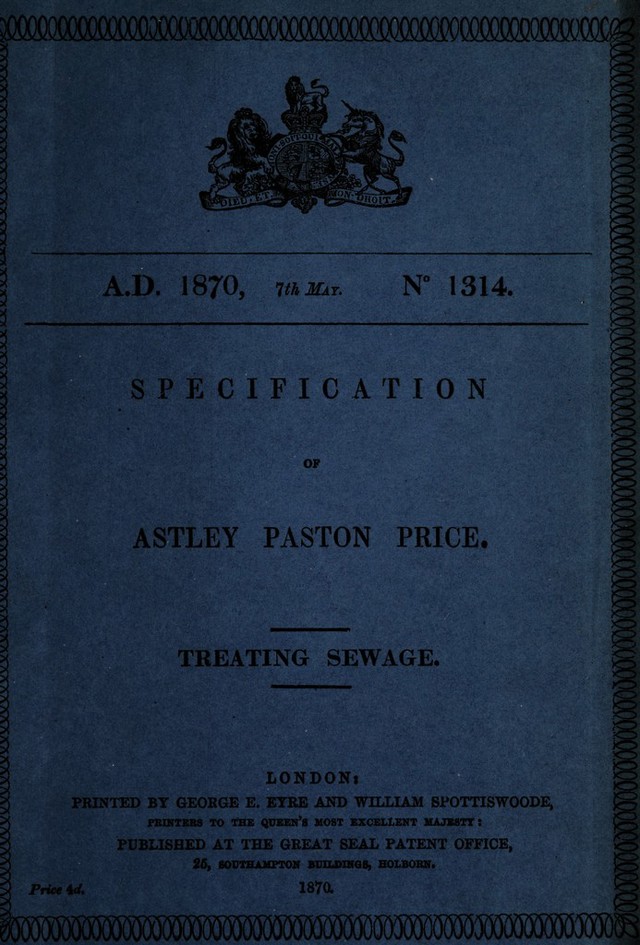 DIEU ET MON DROIT.
A.D. 1870, 7th MAY. No 1314.
SPECIFICATION
OF
ASTLEY PASTON PRICE.
TREATING SEWAGE.
LONDON:
PRINTED BY GEORGE E. EYRE AND WILLIAM SPOTTISWOODE,
PRINTERS TO THE QUEEN'S MOST EXCELLENT MAJESTY:
PUBLISHED AT THE GREAT SEAL PATENT OFFICE,
25, SOUTHAMPTON BUILDINGS, HOLBORN.
Price 4d. 1870.